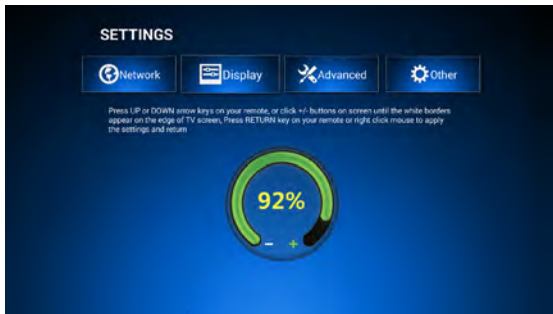 SETTINGS
Network Display Advanced Other
Press UP or DOWN arrow keys on your remote, or click +/- buttons on screen until the white borders
appear on the edge of TV screen, Press RETURN key on your remote or right click mouse to apply
the settings and return
92%
- +